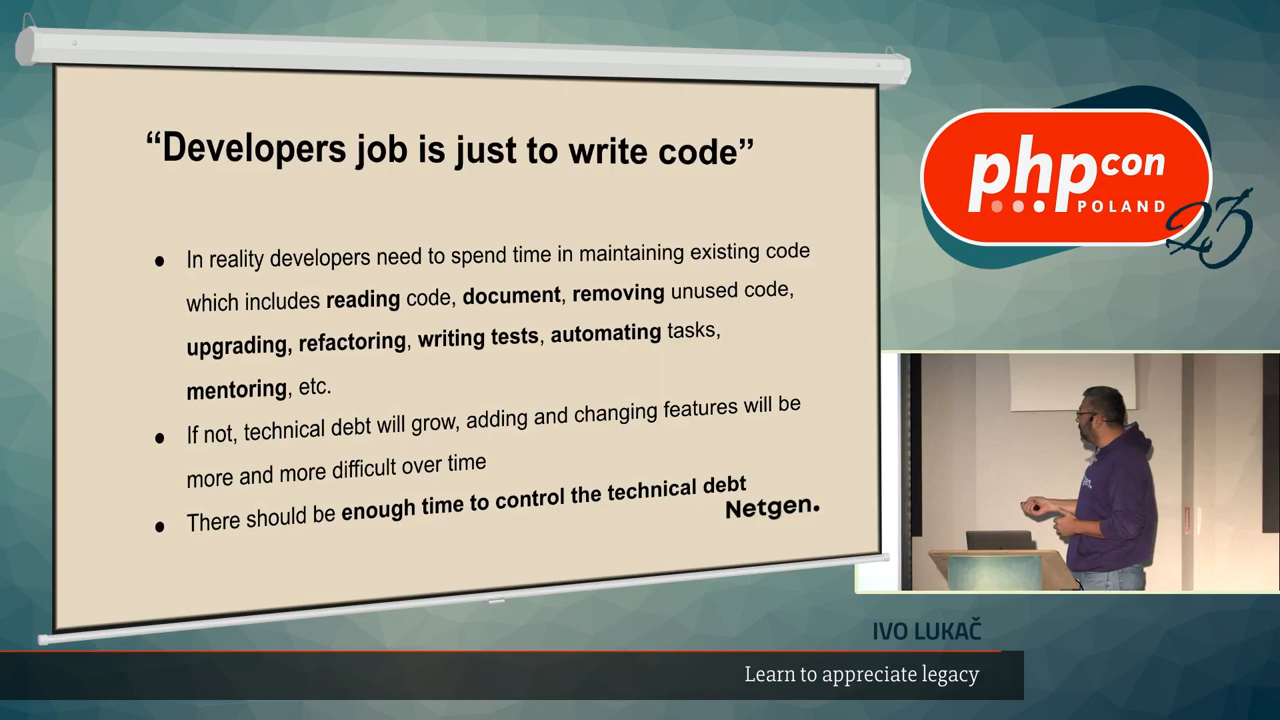 “Developers job is just to write code”
● In reality developers need to spend time in maintaining existing code
which includes reading code, document, removing unused code,
upgrading, refactoring, writing tests, automating tasks,
mentoring, etc.
● If not, technical debt will grow, adding and changing features will be
more and more difficult over time
● There should be enough time to control the technical debt
Netgen.
phpcon
POLAND
23
IVO LUKAČ
Learn to appreciate legacy